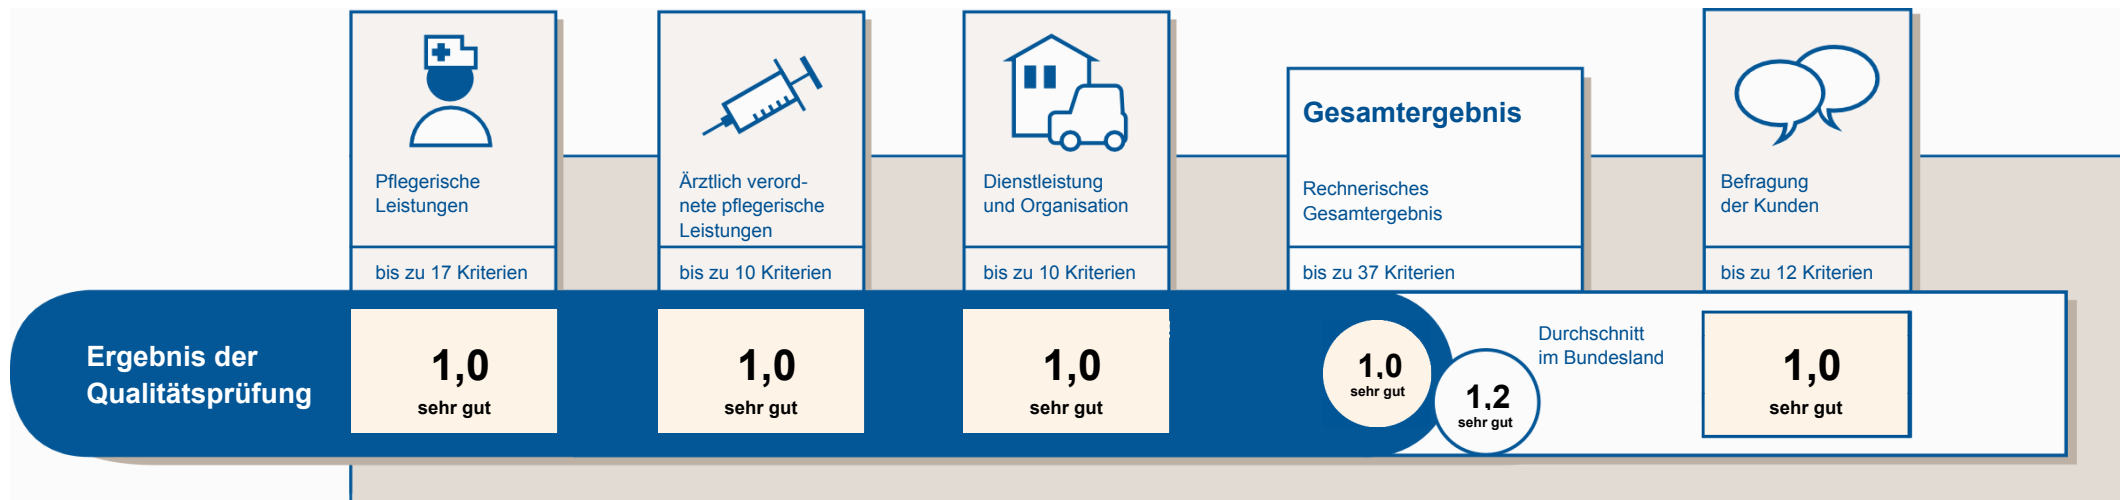 Pflegerische
Leistungen
bis zu 17 Kriterien
Ärztlich verord-
nete pflegerische
Leistungen
bis zu 10 Kriterien
Dienstleistung
und Organisation
bis zu 10 Kriterien
Gesamtergebnis
Rechnerisches
Gesamtergebnis
bis zu 37 Kriterien
Befragung
der Kunden
bis zu 12 Kriterien
Ergebnis der
Qualitätsprüfung
1,0
sehr gut
1,0
sehr gut
1,0
sehr gut
1,0
sehr gut
1,2
sehr gut
Durchschnitt
im Bundesland
1,0
sehr gut